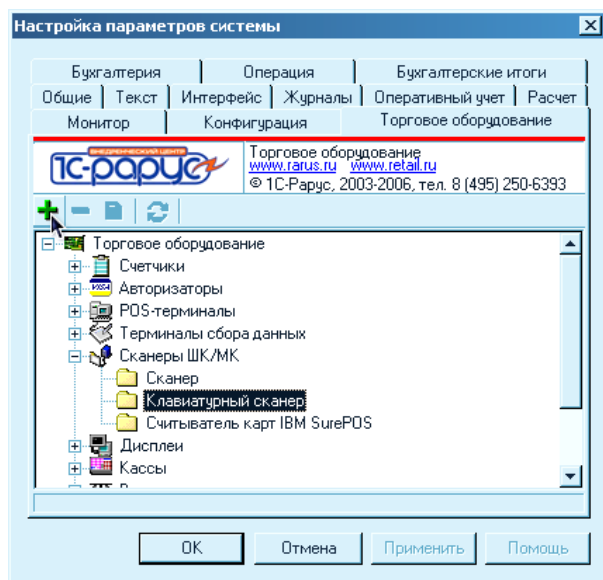 Настройка параметров системы
Бухгалтерия Операция Бухгалтерские итоги
Общие Текст Интерфейс Журналы Оперативный учет Расчет
Монитор Конфигурация Торговое оборудование
ВНЕДРЕНЧЕСКИЙ ЦЕНТР
1С-рарус
Торговое оборудование
www.rarus.ru www.retail.ru
© 1С-Рарус, 2003-2006, тел. 8 (495) 250-6393
Торговое оборудование
Счетчики
Авторизаторы
POS-терминалы
Терминалы сбора данных
Сканеры ШК/МК
Сканер
Клавиатурный сканер
Считыватель карт IBM SurePOS
Дисплеи
Кассы
OK Отмена Применить Помощь